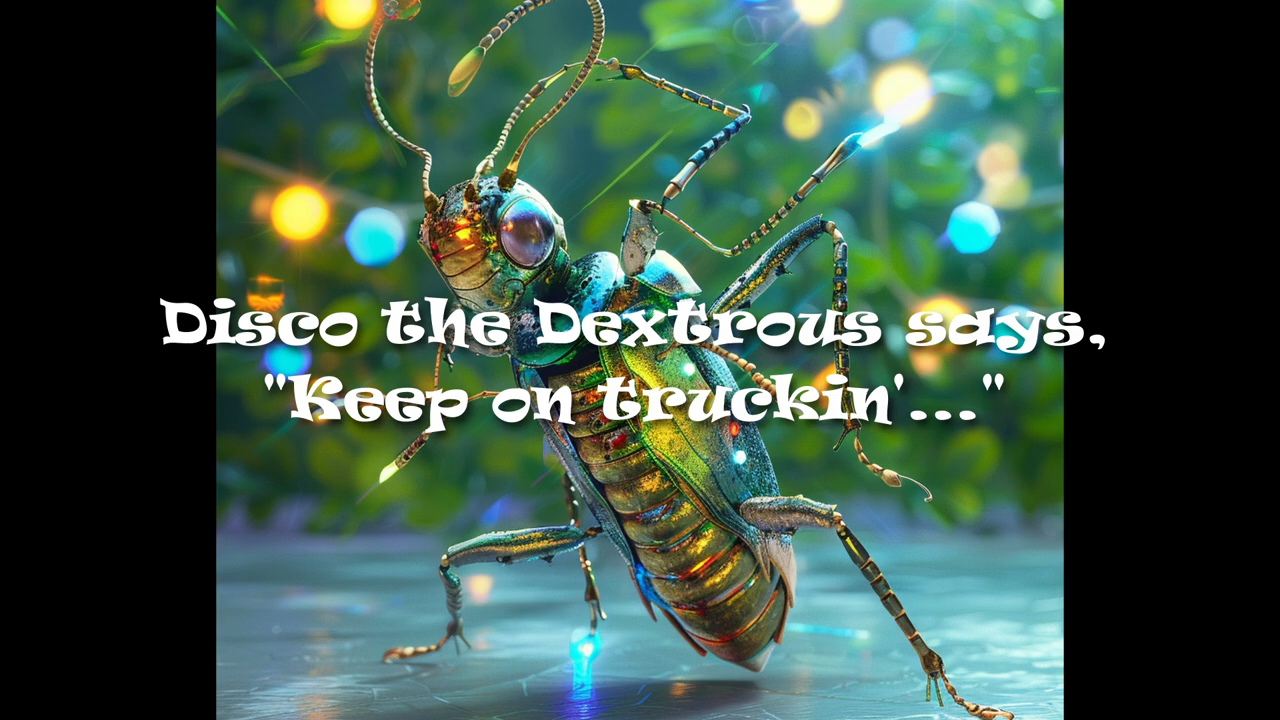 Disco the Dextrous says,
"Keep on truckin'..."